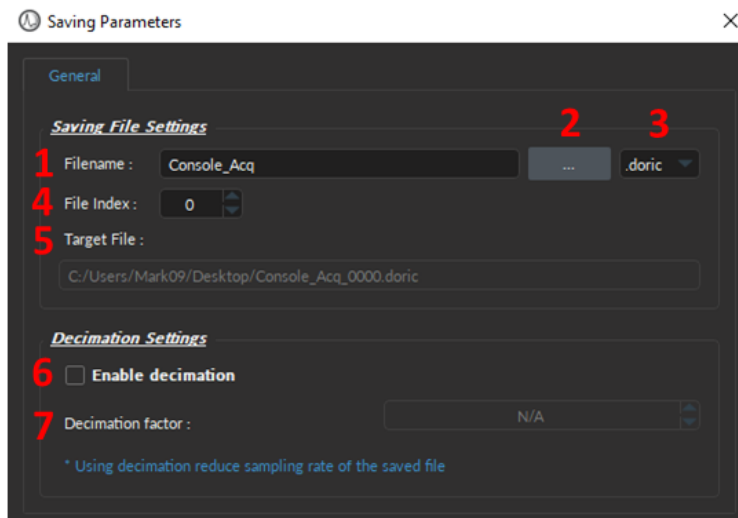 Saving Parameters
General
Saving File Settings
2 3
1 Filename : Console_Acq ... .doric
4 File Index : 0
5 Target File :
C:/Users/Mark09/Desktop/Console_Acq_0000.doric
Decimation Settings
6 Enable decimation
7 Decimation factor : N/A
* Using decimation reduce sampling rate of the saved file